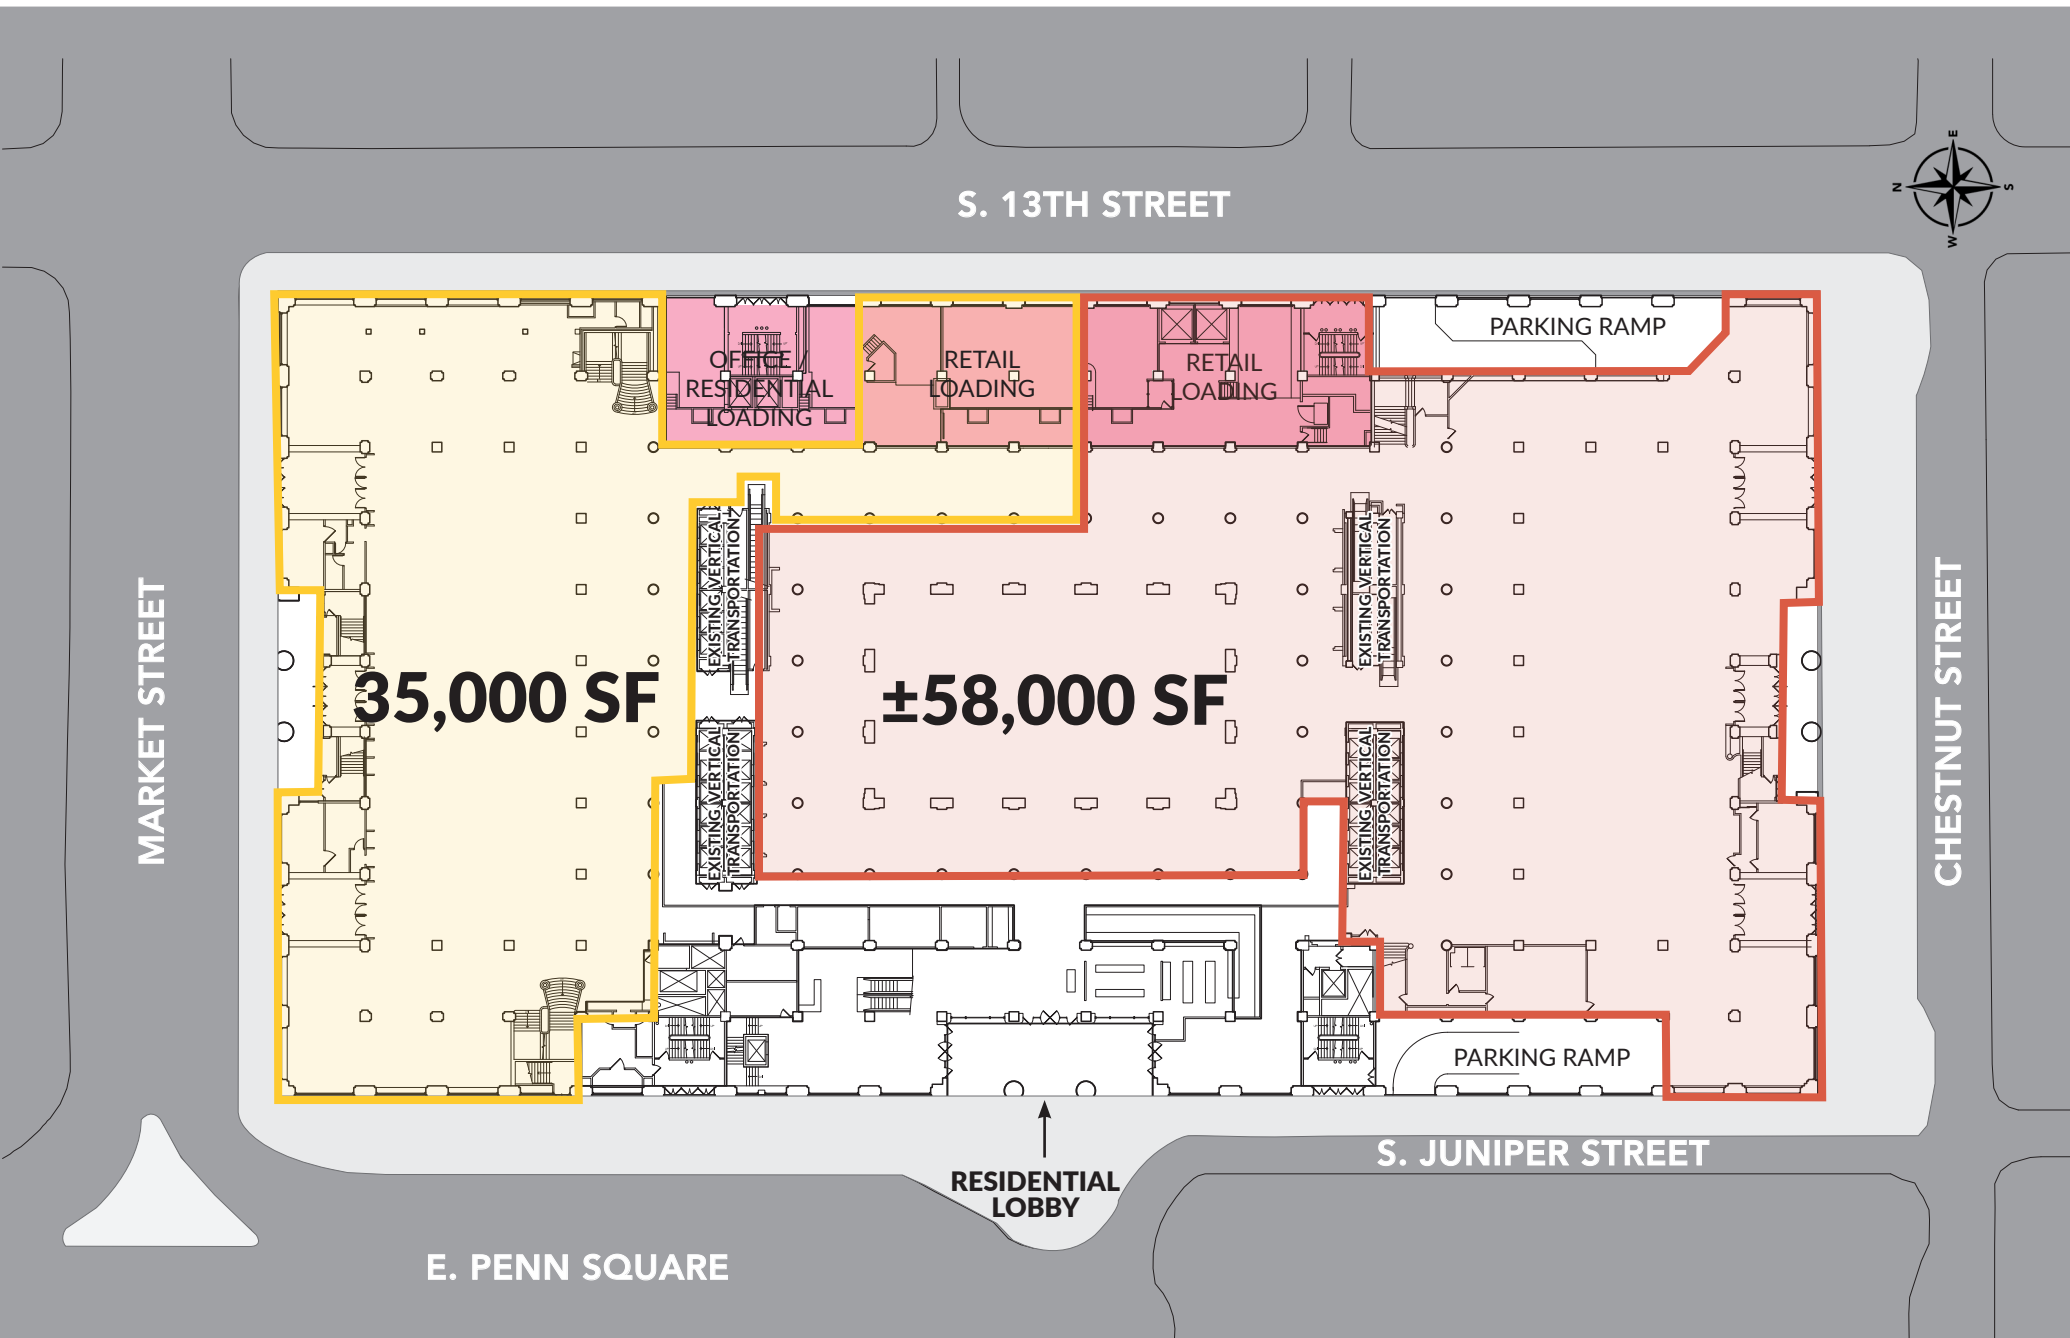 E
N
S
W
S. 13TH STREET
PARKING RAMP
OFFICE /
RESIDENTIAL
LOADING
RETAIL
LOADING
RETAIL
LOADING
EXISTING VERTICAL
TRANSPORTATION
EXISTING VERTICAL
TRANSPORTATION
MARKET STREET
35,000 SF
±58,000 SF
CHESTNUT STREET
EXISTING VERTICAL
TRANSPORTATION
EXISTING VERTICAL
TRANSPORTATION
PARKING RAMP
RESIDENTIAL
LOBBY
S. JUNIPER STREET
E. PENN SQUARE